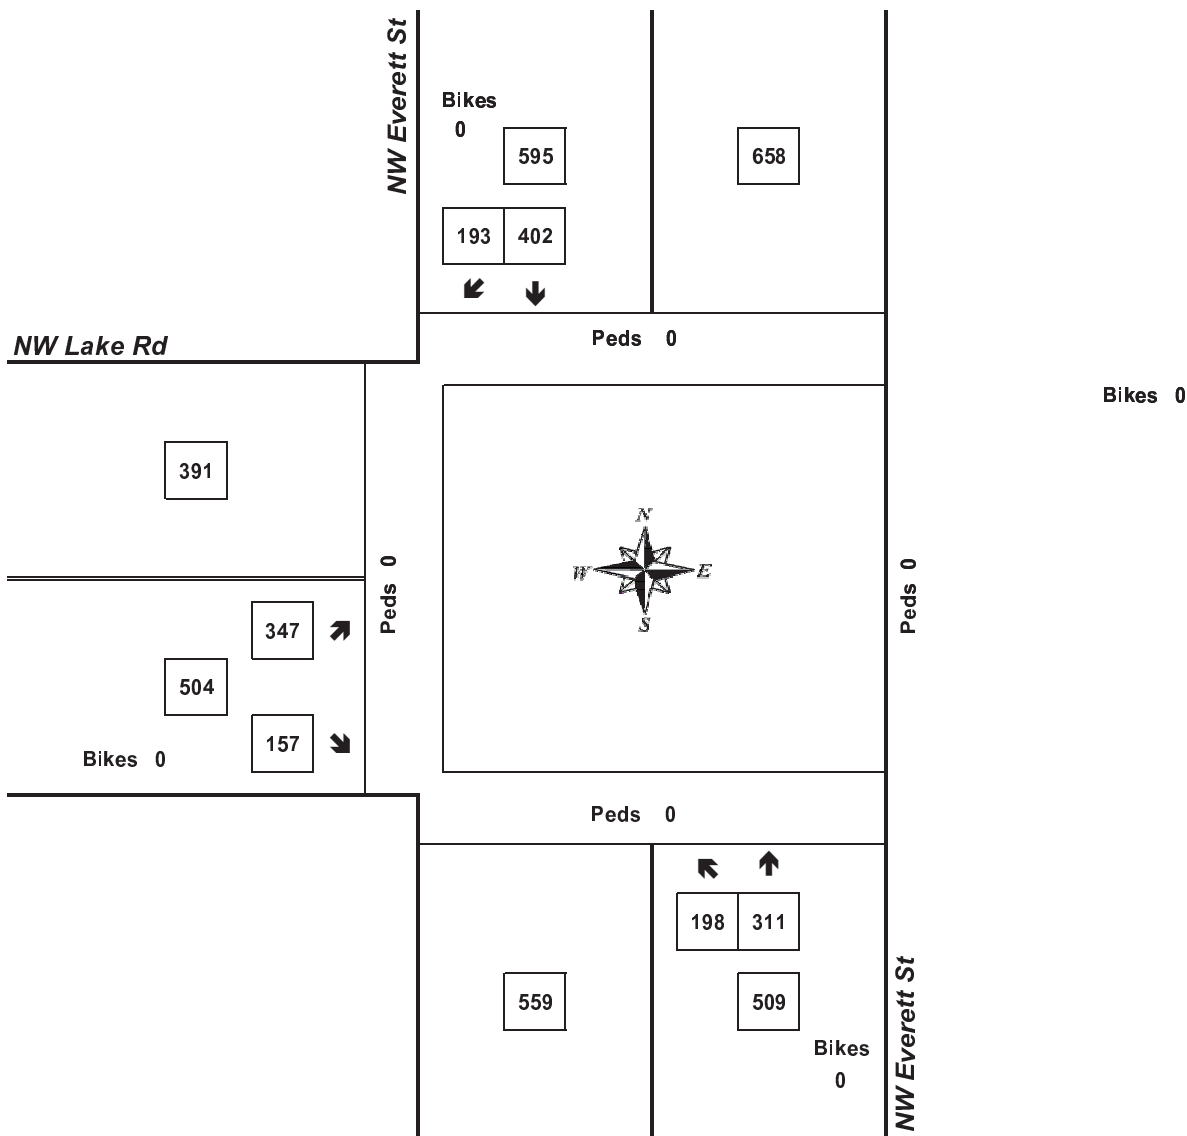 NW Everett St
Bikes
0
595
658
193 402
Peds 0
NW Lake Rd
Bikes 0
391
N
W E
S
Peds 0
Peds 0
347
504
157
Bikes 0
Peds 0
198 311
559
509
Bikes
0
NW Everett St